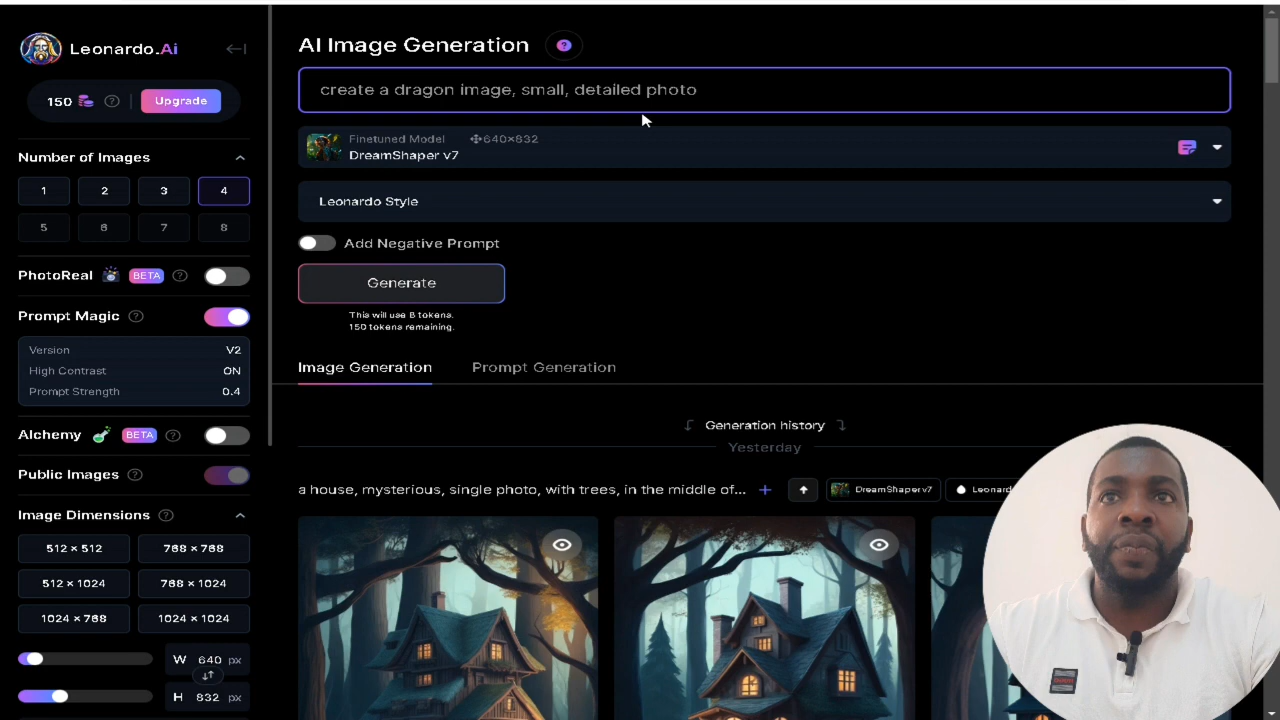 Leonardo.Ai
150
Upgrade
Number of Images
1 2 3 4
5 6 7 8
PhotoReal BETA ?
Prompt Magic ?
Version V2
High Contrast ON
Prompt Strength 0.4
Alchemy BETA ?
Public Images ?
Image Dimensions ?
512 × 512 768 × 768
512 × 1024 768 × 1024
1024 × 768 1024 × 1024
W 640 px
H 832 px
AI Image Generation ?
create a dragon image, small, detailed photo
Finetuned Model 640×832
DreamShaper v7
Leonardo Style
Add Negative Prompt
Generate
This will use 8 tokens.
150 tokens remaining.
Image Generation Prompt Generation
Generation history
Yesterday
a house, mysterious, single photo, with trees, in the middle of... DreamShaper v7